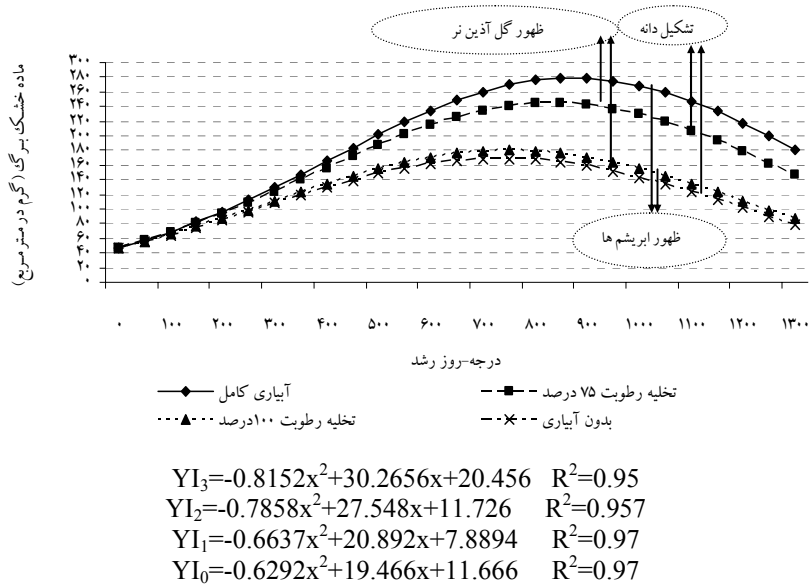 ظهور گل آذین نر
تشکیل دانه
ماده خشک برگ (گرم در متر مربع)
۳۰۰
۲۸۰
۲۶۰
۲۴۰
۲۲۰
۲۰۰
۱۸۰
۱۶۰
۱۴۰
۱۲۰
۱۰۰
۸۰
۶۰
۴۰
۲۰
۰
ظهور ابریشم ها
۰ ۱۰۰ ۲۰۰ ۳۰۰ ۴۰۰ ۵۰۰ ۶۰۰ ۷۰۰ ۸۰۰ ۹۰۰ ۱۰۰۰ ۱۱۰۰ ۱۲۰۰ ۱۳۰۰
درجه-روز رشد
آبیاری کامل
تخلیه رطوبت ۷۵ درصد
تخلیه رطوبت ۱۰۰درصد
بدون آبیاری
YI₃=-0.8152x²+30.2656x+20.456 R²=0.95
YI₂=-0.7858x²+27.548x+11.726 R²=0.957
YI₁=-0.6637x²+20.892x+7.8894 R²=0.97
YI₀=-0.6292x²+19.466x+11.666 R²=0.97